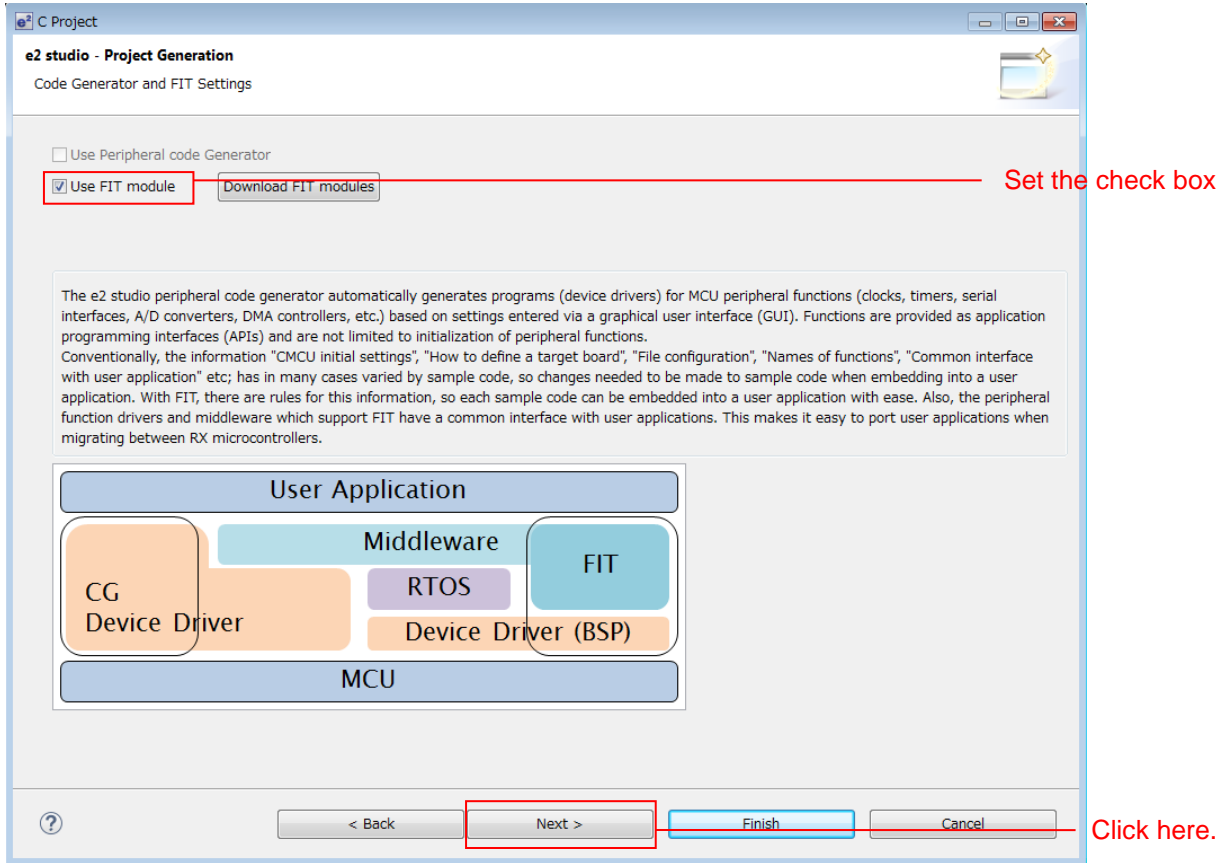 e² C Project
e2 studio - Project Generation
Code Generator and FIT Settings
Use Peripheral code Generator
Use FIT module
Download FIT modules
Set the check box
The e2 studio peripheral code generator automatically generates programs (device drivers) for MCU peripheral functions (clocks, timers, serial
interfaces, A/D converters, DMA controllers, etc.) based on settings entered via a graphical user interface (GUI). Functions are provided as application
programming interfaces (APIs) and are not limited to initialization of peripheral functions.
Conventionally, the information "CMCU initial settings", "How to define a target board", "File configuration", "Names of functions", "Common interface
with user application" etc; has in many cases varied by sample code, so changes needed to be made to sample code when embedding into a user
application. With FIT, there are rules for this information, so each sample code can be embedded into a user application with ease. Also, the peripheral
function drivers and middleware which support FIT have a common interface with user applications. This makes it easy to port user applications when
migrating between RX microcontrollers.
User Application
Middleware
FIT
CG
Device Driver
RTOS
Device Driver (BSP)
MCU
?
< Back
Next >
Finish
Cancel
Click here.